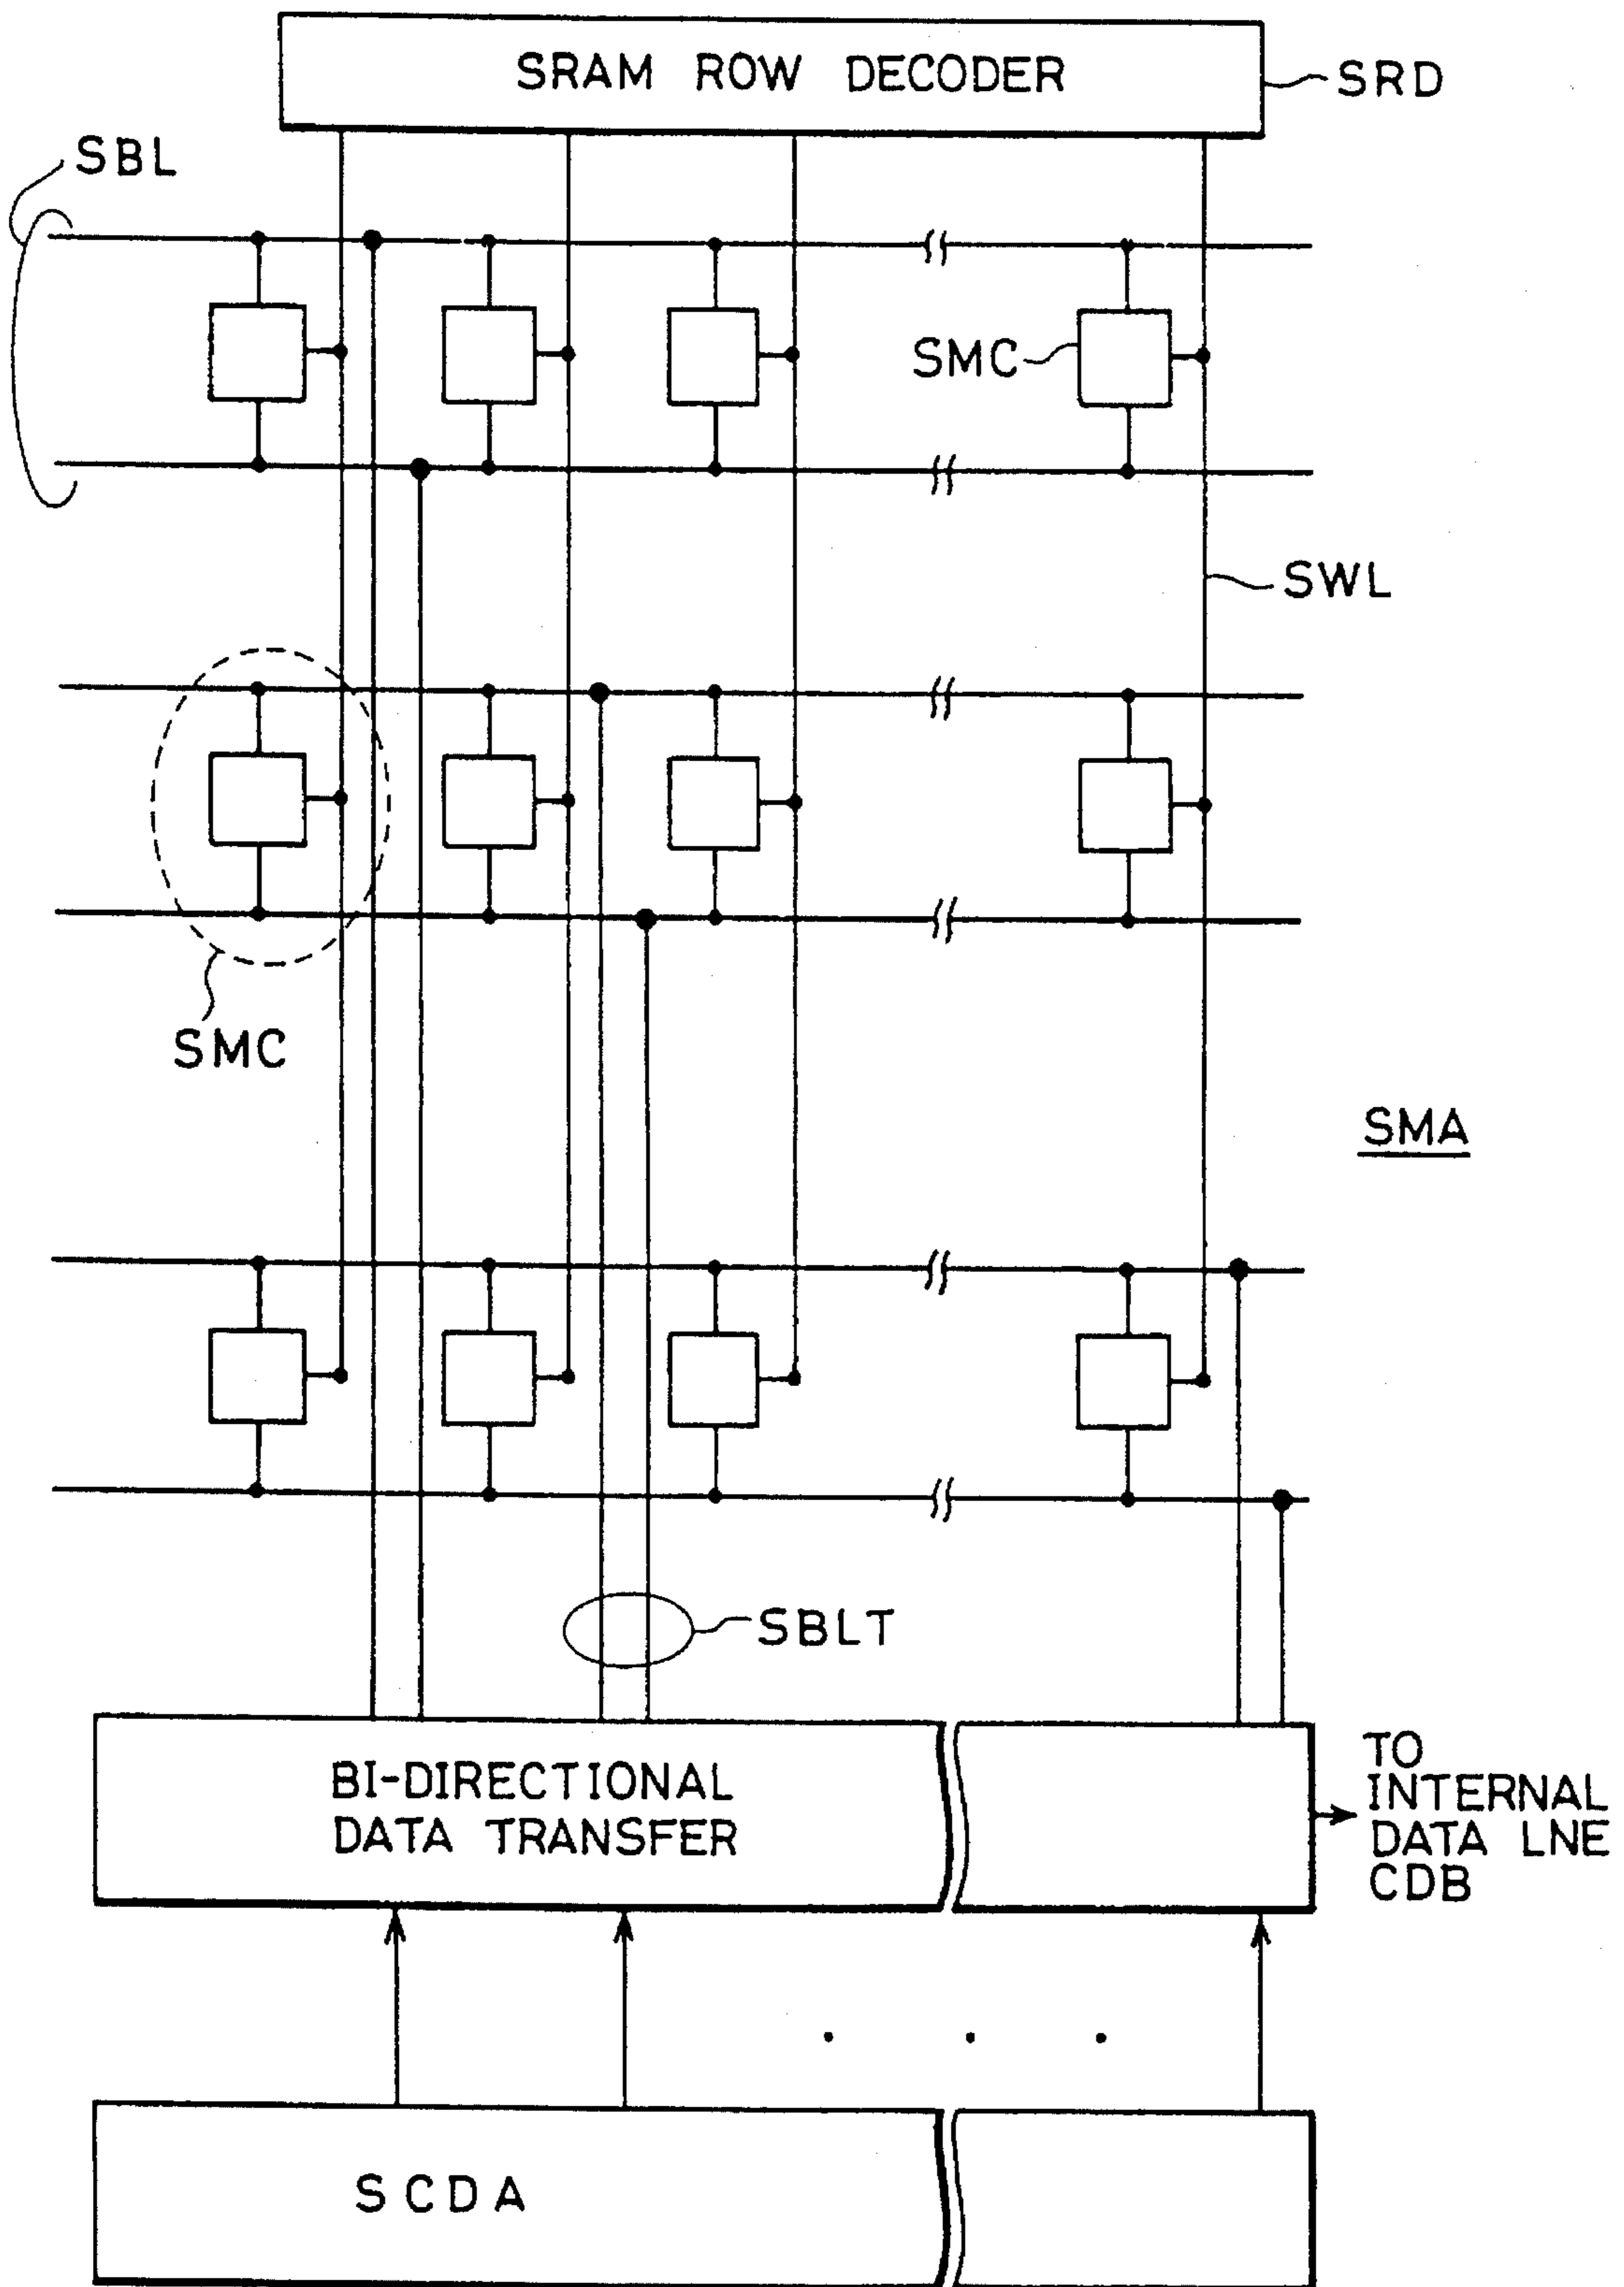 SRAM ROW DECODER
SRD
SBL
SMC
SWL
SMC
SMA
SBLT
BI-DIRECTIONAL
DATA TRANSFER
TO
INTERNAL
DATA LNE
CDB
SCDA